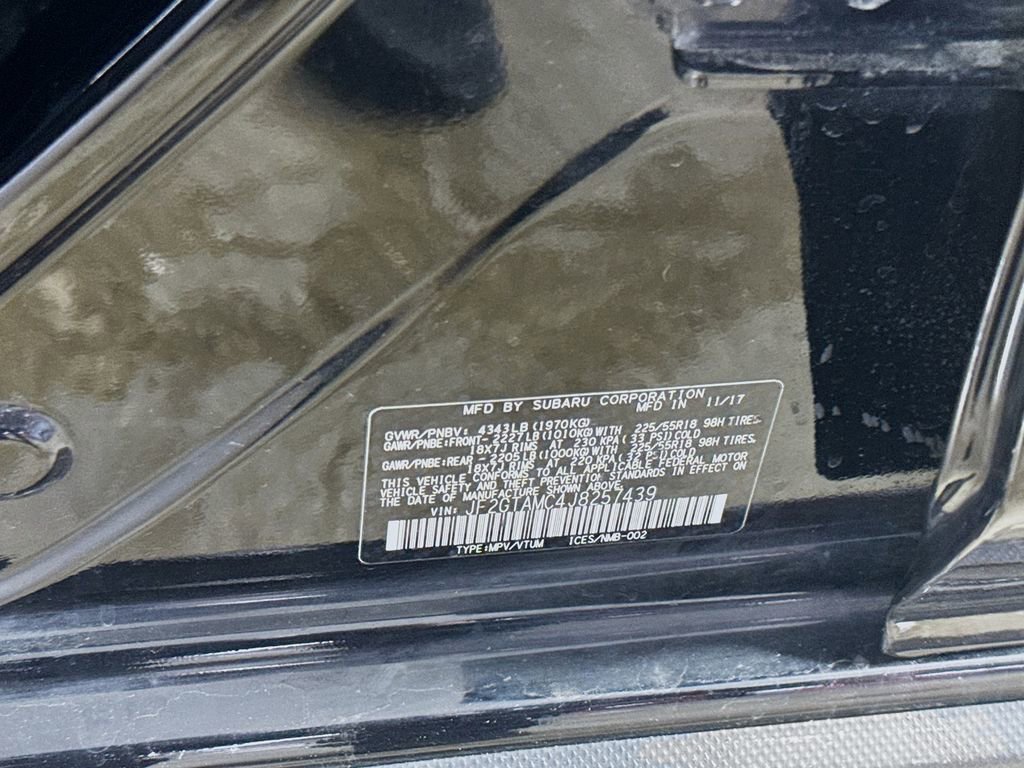 MFD BY SUBARU CORPORATION
MFD IN 11/17
GVWR/PNBV: 4343LB(1970KG)
GAWR/PNBE:FRONT-2227LB(1010KG)WITH 225/55R18 98H TIRES
18X7J RIMS AT 230 KPA(33 PSI)COLD
GAWR/PNBE:REAR-2205LB(1000KG)WITH 225/55R18 98H TIRES
18X7J RIMS AT 220 KPA COLD
THIS VEHICLE CONFORMS TO ALL APPLICABLE FEDERAL MOTOR
VEHICLE SAFETY THEFT PREVENTION STANDARDS IN EFFECT ON
THE DATE OF MANUFACTURE SHOWN ABOVE
VIN: JF2GTAMC4J8257439
TYPE:MPV/VTUM ICES/NMB-002